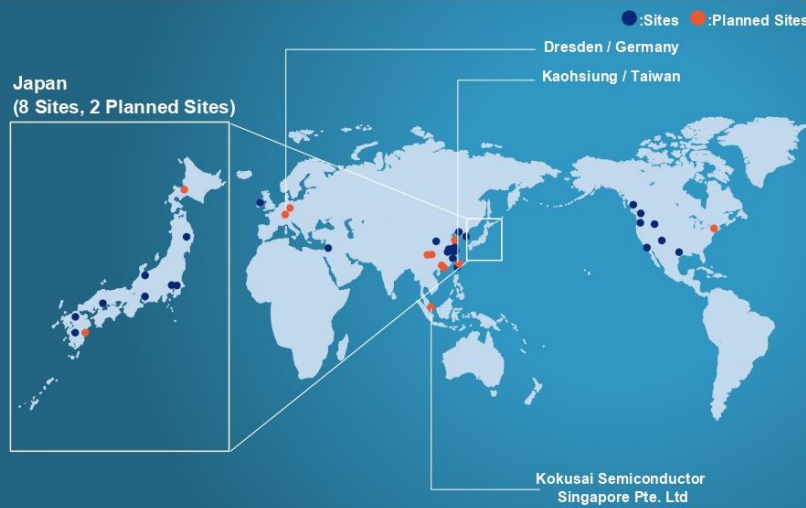 :Sites :Planned Sites
Dresden / Germany
Kaohsiung / Taiwan
Japan
(8 Sites, 2 Planned Sites)
Kokusai Semiconductor
Singapore Pte. Ltd